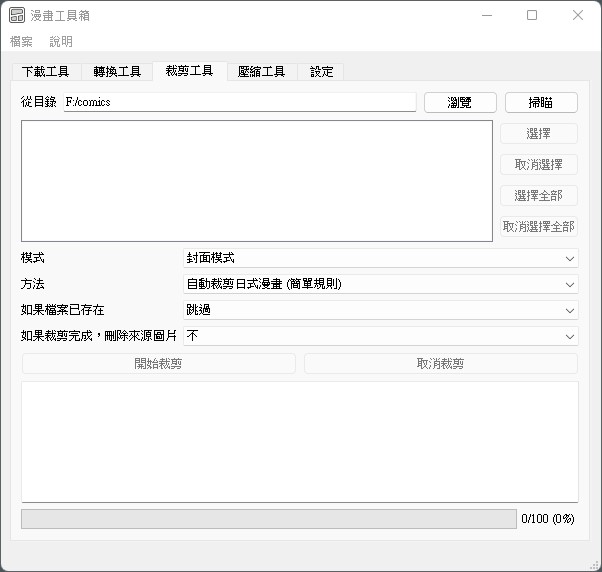 漫畫工具箱
檔案 說明
下載工具 轉換工具 裁剪工具 壓縮工具 設定
從目錄 F:/comics 瀏覽 掃瞄
選擇
取消選擇
選擇全部
取消選擇全部
模式 封面模式
方法 自動裁剪日式漫畫 (簡單規則)
如果檔案已存在 跳過
如果裁剪完成，刪除來源圖片 不
開始裁剪 取消裁剪
0/100 (0%)